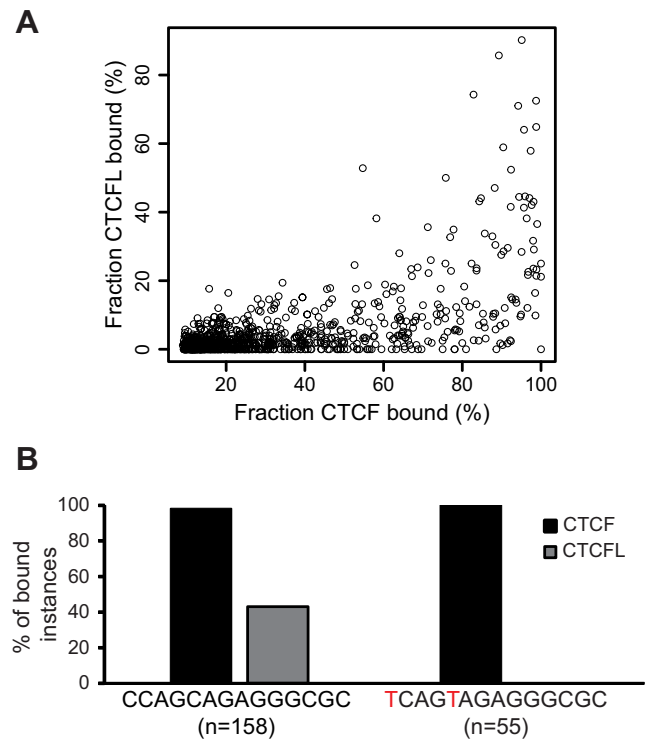 A
Fraction CTCFL bound (%)
80
60
40
20
0
20 40 60 80 100
Fraction CTCF bound (%)
B
% of bound
instances
100
80
60
40
20
0
CTCF
CTCFL
CCAGCAGAGGGCGC TCAGTAGAGGGCGC
(n=158) (n=55)